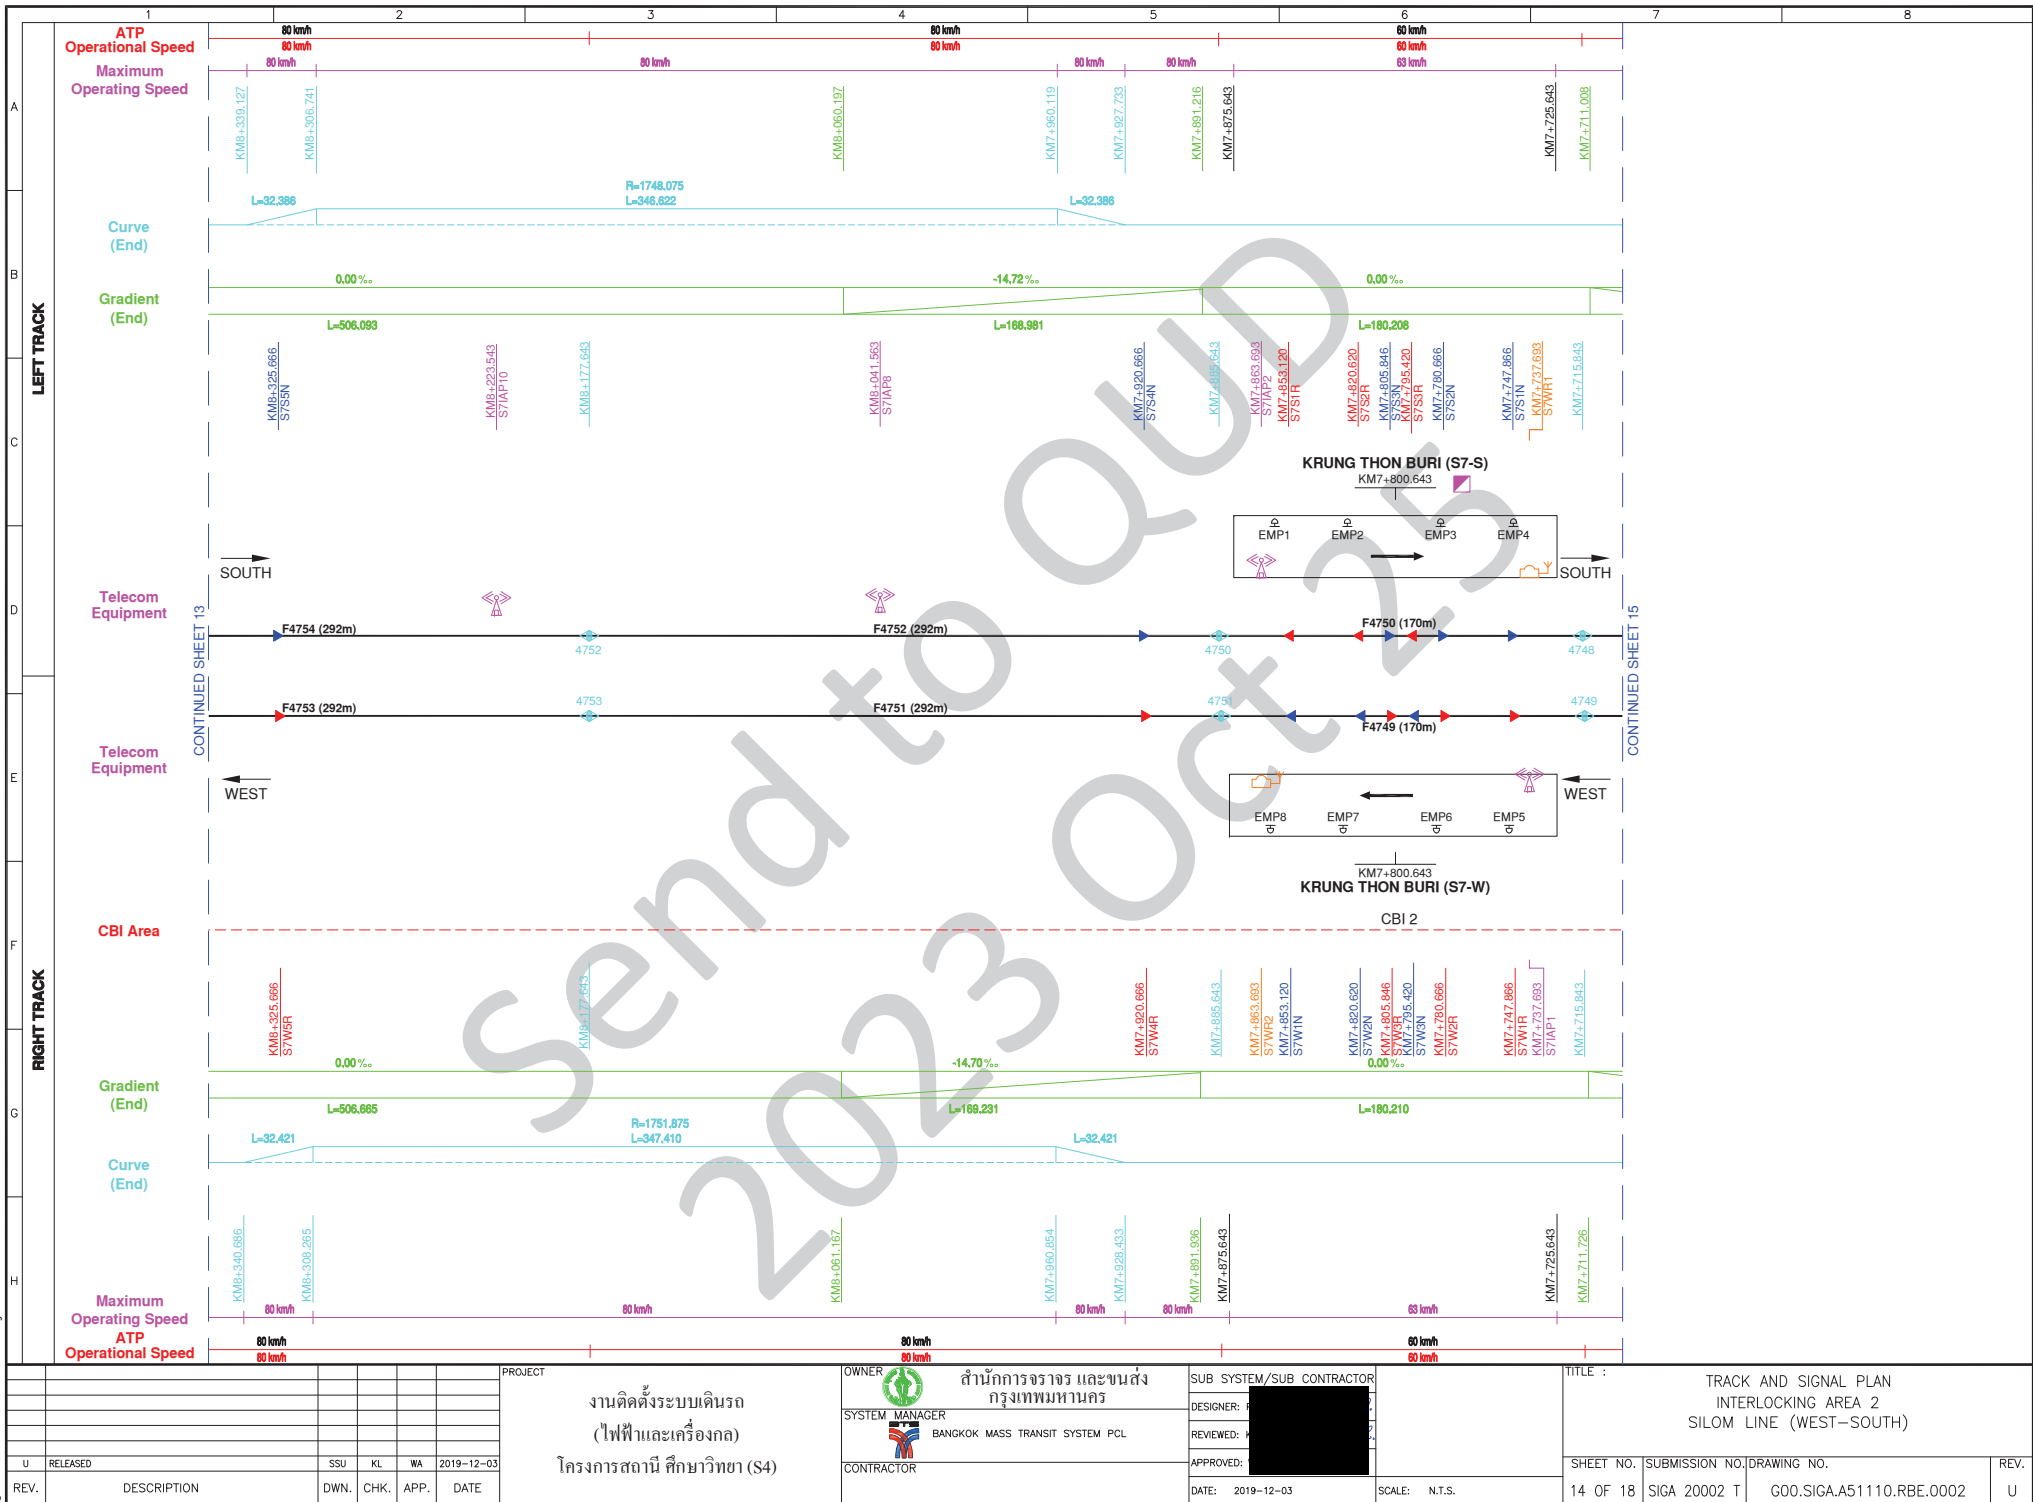 1 2 3 4 5 6 7 8
ATP
Operational Speed
80 km/h 80 km/h 60 km/h
80 km/h 80 km/h 60 km/h
Maximum
Operating Speed
80 km/h 80 km/h 80 km/h 80 km/h 63 km/h
KM8+339.127
KM8+306.741
KM8+060.197
KM7+960.119
KM7+927.733
KM7+891.216
KM7+875.643
KM7+725.643
KM7+711.008
A
B
C
D
E
F
G
H
LEFT TRACK
RIGHT TRACK
Curve
(End)
L=32.386
R=1748.075
L=346.622
L=32.386
Gradient
(End)
0.00 ‰ -14.72 ‰ 0.00 ‰
L=506.093 L=168.981 L=180.208
KM8+325.666
S7S5N
KM8+223.543
S7IAP10
KM8+177.643
KM8+041.563
S7IAP8
KM7+920.666
S7S4N
KM7+885.643
KM7+863.693
S7IAP2
KM7+853.120
S7S1R
KM7+820.620
S7S2R
KM7+805.846
S7S3N
KM7+795.420
S7S3R
KM7+780.666
S7S2N
KM7+747.866
S7S1N
KM7+737.693
S7WR1
KM7+715.843
KRUNG THON BURI (S7-S)
KM7+800.643
EMP1 EMP2 EMP3 EMP4
SOUTH SOUTH
Telecom
Equipment
CONTINUED SHEET 13
CONTINUED SHEET 15
F4754 (292m) F4752 (292m) F4750 (170m)
4752 4750 4748
4753 4751 4749
F4753 (292m) F4751 (292m) F4749 (170m)
Telecom
Equipment
WEST WEST
EMP8 EMP7 EMP6 EMP5
KM7+800.643
KRUNG THON BURI (S7-W)
CBI 2
CBI Area
KM8+325.666
S7W5R
KM8+177.643
KM7+920.666
S7W4R
KM7+885.643
KM7+863.693
S7WR2
KM7+853.120
S7W1N
KM7+820.620
S7W2N
KM7+805.846
S7W3R
KM7+795.420
S7W3N
KM7+780.666
S7W2R
KM7+747.866
S7W1R
KM7+737.693
S7IAP1
KM7+715.843
Gradient
(End)
0.00 ‰ -14.70 ‰ 0.00 ‰
L=506.665 L=169.231 L=180.210
Curve
(End)
L=32.421
R=1751.875
L=347.410
L=32.421
KM8+340.686
KM8+308.265
KM8+061.167
KM7+960.854
KM7+928.433
KM7+891.936
KM7+875.643
KM7+725.643
KM7+711.726
Maximum
Operating Speed
80 km/h 80 km/h 80 km/h 80 km/h 63 km/h
ATP
Operational Speed
80 km/h 80 km/h 60 km/h
80 km/h 80 km/h 60 km/h
Send to QUD
2023 Oct 25
U RELEASED SSU KL WA 2019-12-03
REV. DESCRIPTION DWN. CHK. APP. DATE
PROJECT
งานติดตั้งระบบเดินรถ
(ไฟฟ้าและเครื่องกล)
โครงการสถานี ศึกษาวิทยา (S4)
OWNER
สำนักการจราจร และขนส่ง
กรุงเทพมหานคร
SYSTEM MANAGER
BANGKOK MASS TRANSIT SYSTEM PCL
CONTRACTOR
SUB SYSTEM/SUB CONTRACTOR
DESIGNER:
REVIEWED:
APPROVED:
DATE: 2019-12-03
SCALE: N.T.S.
TITLE :
TRACK AND SIGNAL PLAN
INTERLOCKING AREA 2
SILOM LINE (WEST-SOUTH)
SHEET NO. SUBMISSION NO. DRAWING NO. REV.
14 OF 18 SIGA 20002 T G00.SIGA.A51110.RBE.0002 U